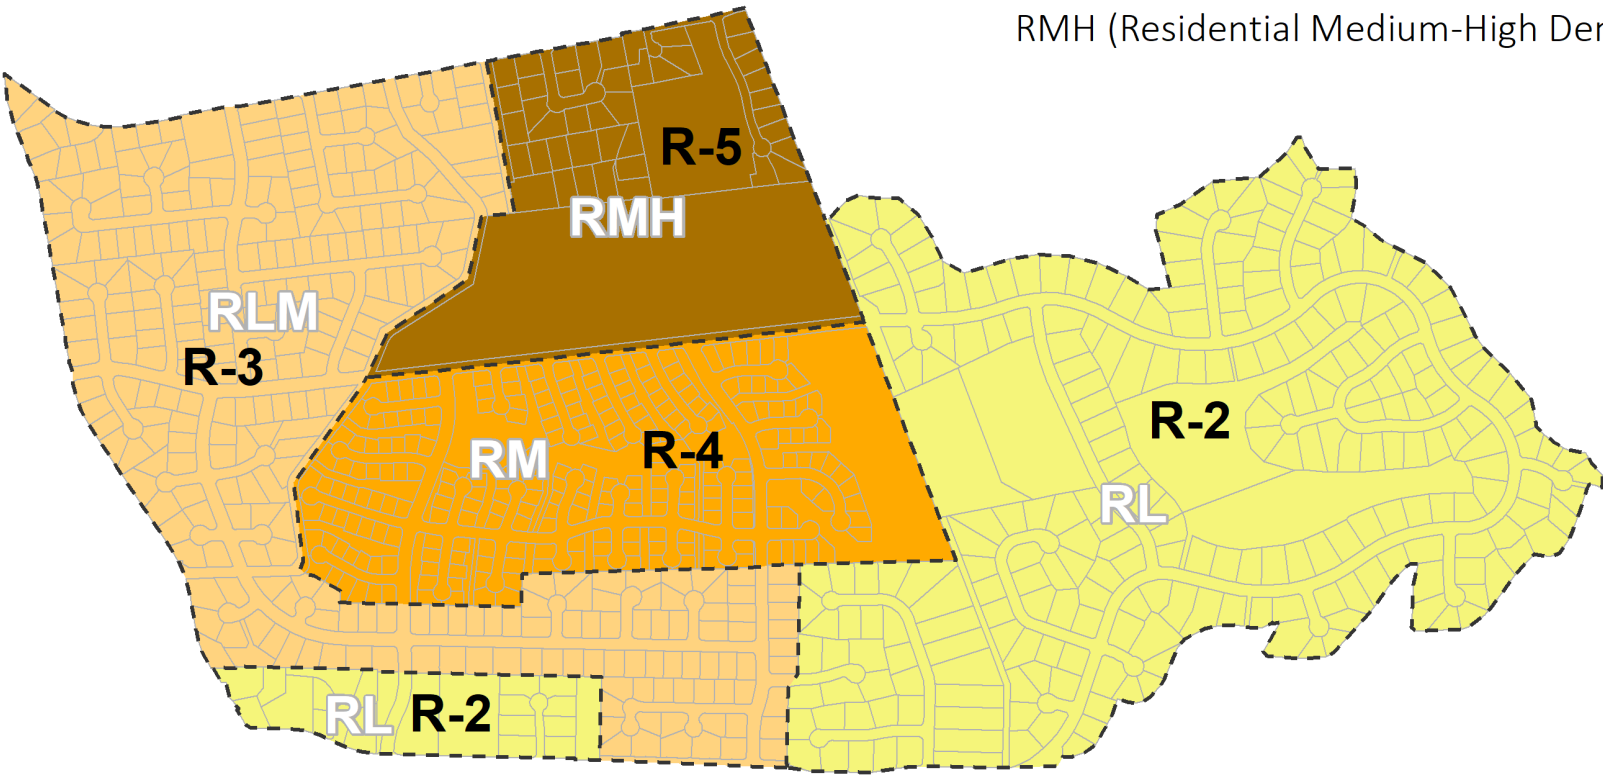 RMH (Residential Medium-High Der
R-5
RMH
RLM
R-3
R-2
RM
R-4
RL
RL R-2